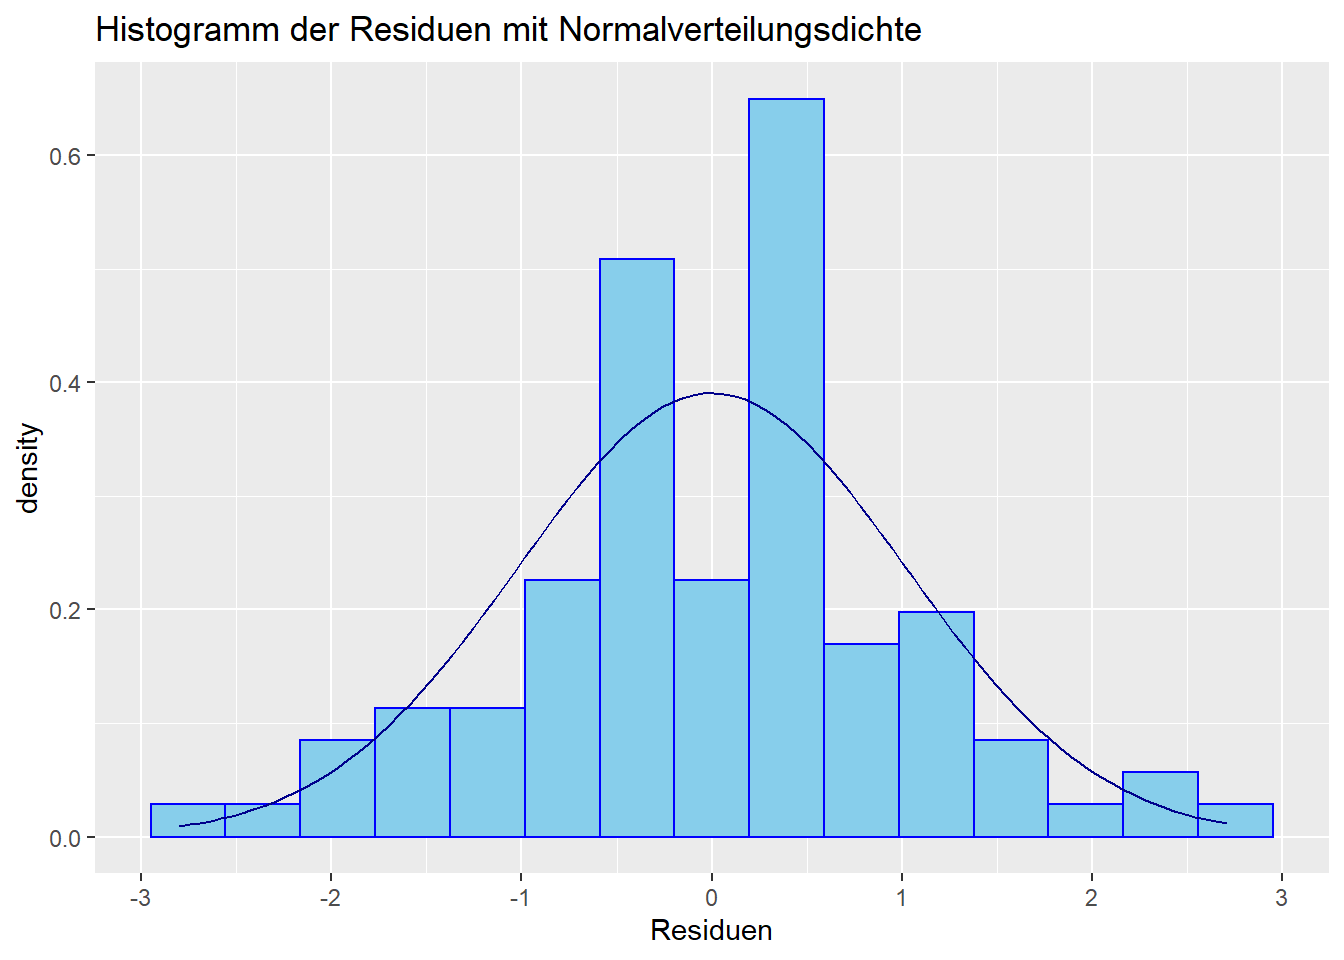 Histogramm der Residuen mit Normalverteilungsdichte
0.6
0.4
0.2
0.0
density
-3 -2 -1 0 1 2 3
Residuen